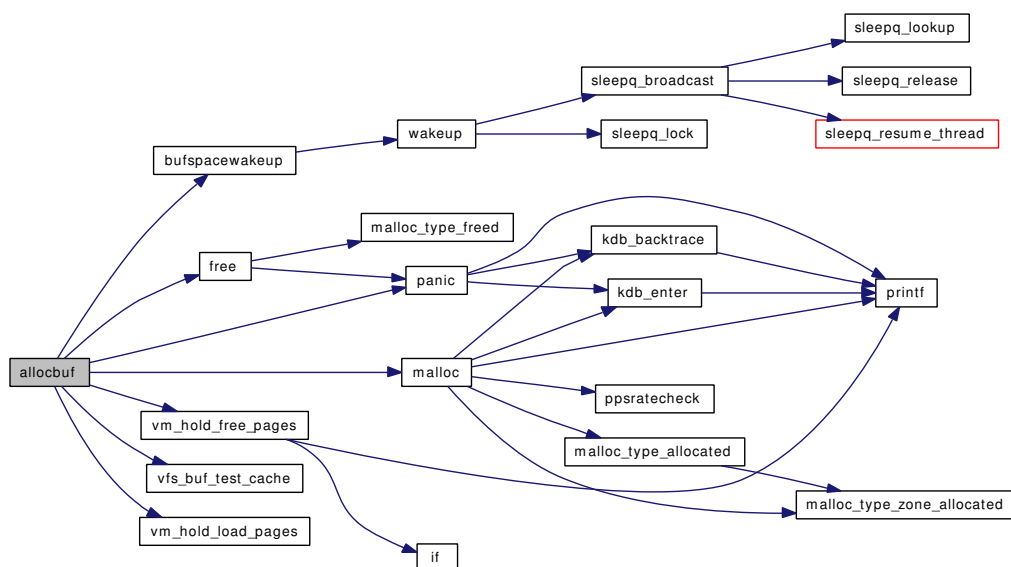 sleepq_lookup
sleepq_broadcast
sleepq_release
wakeup
sleepq_lock
sleepq_resume_thread
bufspacewakeup
malloc_type_freed
kdb_backtrace
free
panic
kdb_enter
printf
allocbuf
malloc
ppsratecheck
vm_hold_free_pages
malloc_type_allocated
vfs_buf_test_cache
malloc_type_zone_allocated
vm_hold_load_pages
if